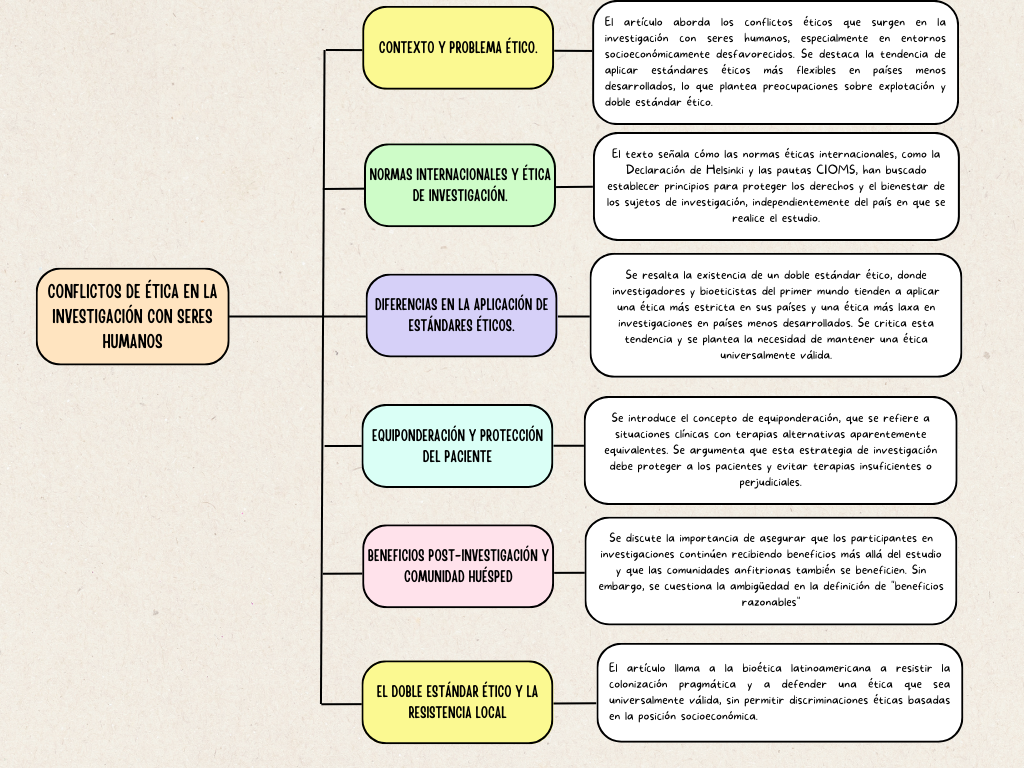 CONFLICTOS DE ÉTICA EN LA
INVESTIGACIÓN CON SERES
HUMANOS
CONTEXTO Y PROBLEMA ÉTICO.
El artículo aborda los conflictos éticos que surgen en la
investigación con seres humanos, especialmente en entornos
socioeconómicamente desfavorecidos. Se destaca la tendencia de
aplicar estándares éticos más flexibles en países menos
desarrollados, lo que plantea preocupaciones sobre explotación y
doble estándar ético.
NORMAS INTERNACIONALES Y ÉTICA
DE INVESTIGACIÓN.
El texto señala cómo las normas éticas internacionales, como la
Declaración de Helsinki y las pautas CIOMS, han buscado
establecer principios para proteger los derechos y el bienestar de
los sujetos de investigación, independientemente del país en que se
realice el estudio.
DIFERENCIAS EN LA APLICACIÓN DE
ESTÁNDARES ÉTICOS.
Se resalta la existencia de un doble estándar ético, donde
investigadores y bioeticistas del primer mundo tienden a aplicar
una ética más estricta en sus países y una ética más laxa en
investigaciones en países menos desarrollados. Se critica esta
tendencia y se plantea la necesidad de mantener una ética
universalmente válida.
EQUIPONDERACIÓN Y PROTECCIÓN
DEL PACIENTE
Se introduce el concepto de equiponderación, que se refiere a
situaciones clínicas con terapias alternativas aparentemente
equivalentes. Se argumenta que esta estrategia de investigación
debe proteger a los pacientes y evitar terapias insuficientes o
perjudiciales.
BENEFICIOS POST-INVESTIGACIÓN Y
COMUNIDAD HUÉSPED
Se discute la importancia de asegurar que los participantes en
investigaciones continúen recibiendo beneficios más allá del estudio
y que las comunidades anfitrionas también se beneficien. Sin
embargo, se cuestiona la ambigüedad en la definición de "beneficios
razonables"
EL DOBLE ESTÁNDAR ÉTICO Y LA
RESISTENCIA LOCAL
El artículo llama a la bioética latinoamericana a resistir la
colonización pragmática y a defender una ética que sea
universalmente válida, sin permitir discriminaciones éticas basadas
en la posición socioeconómica.